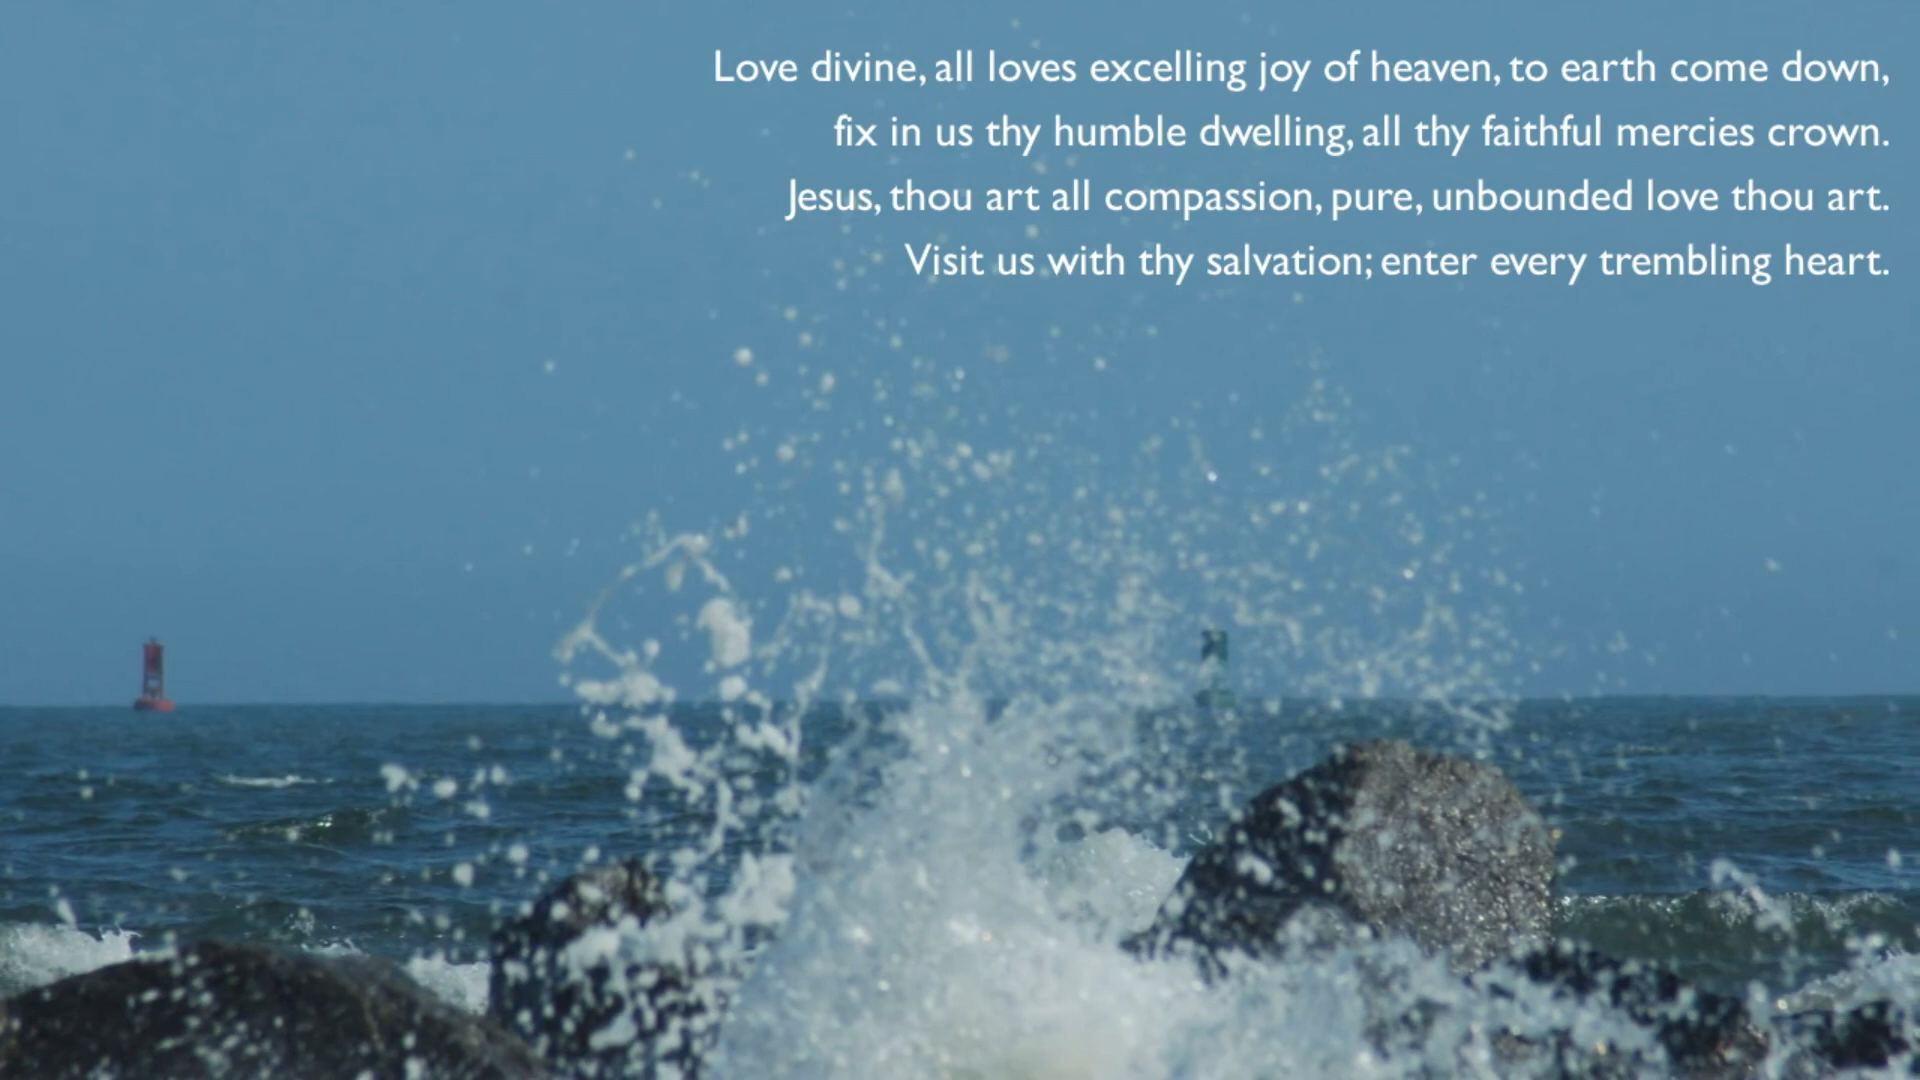 Love divine, all loves excelling joy of heaven, to earth come down,
fix in us thy humble dwelling, all thy faithful mercies crown.
Jesus, thou art all compassion, pure, unbounded love thou art.
Visit us with thy salvation; enter every trembling heart.